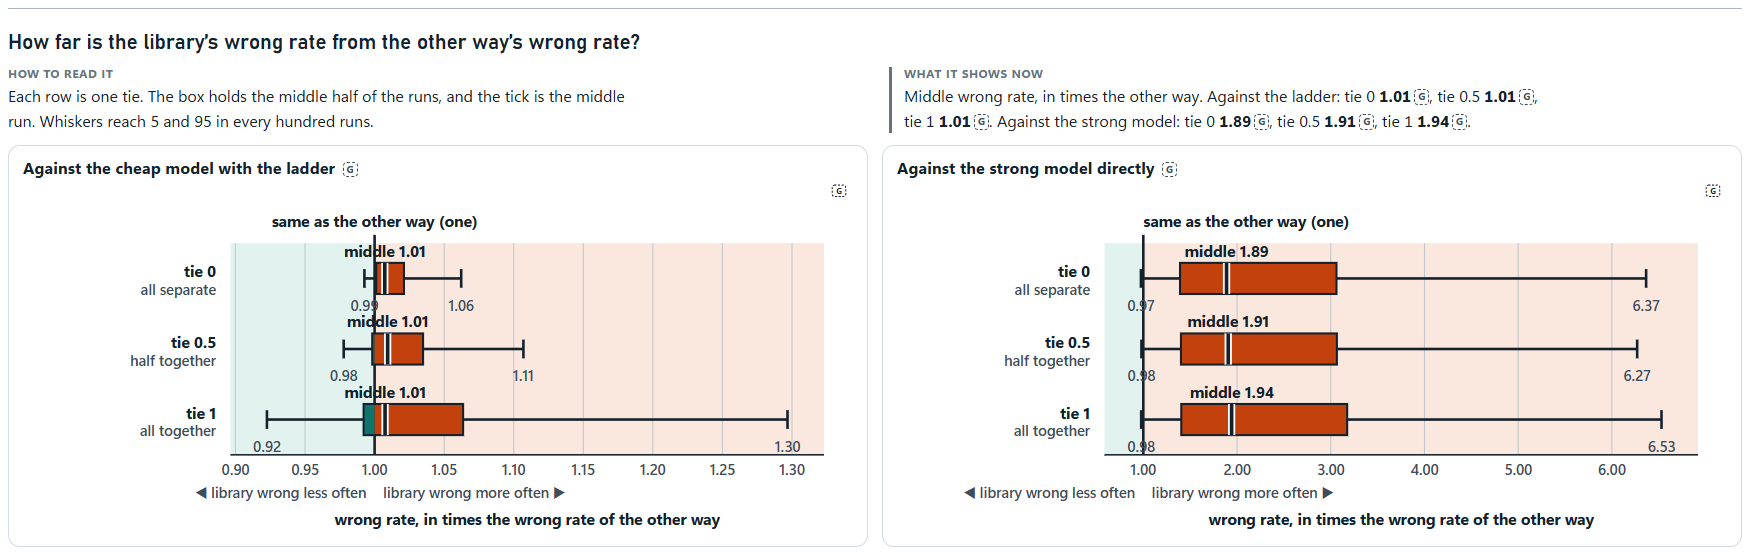 How far is the library's wrong rate from the other way's wrong rate?
HOW TO READ IT
Each row is one tie. The box holds the middle half of the runs, and the tick is the middle
run. Whiskers reach 5 and 95 in every hundred runs.
WHAT IT SHOWS NOW
Middle wrong rate, in times the other way. Against the ladder: tie 0 1.01 G, tie 0.5 1.01 G,
tie 1 1.01 G. Against the strong model: tie 0 1.89 G, tie 0.5 1.91 G, tie 1 1.94 G.
Against the cheap model with the ladder G
G
same as the other way (one)
middle 1.01
tie 0
all separate
0.99 1.06
middle 1.01
tie 0.5
half together
0.98 1.11
middle 1.01
tie 1
all together
0.92 1.30
0.90 0.95 1.00 1.05 1.10 1.15 1.20 1.25 1.30
◀ library wrong less often library wrong more often ▶
wrong rate, in times the wrong rate of the other way
Against the strong model directly G
G
same as the other way (one)
middle 1.89
tie 0
all separate
0.97 6.37
middle 1.91
tie 0.5
half together
0.98 6.27
middle 1.94
tie 1
all together
0.98 6.53
1.00 2.00 3.00 4.00 5.00 6.00
◀ library wrong less often library wrong more often ▶
wrong rate, in times the wrong rate of the other way